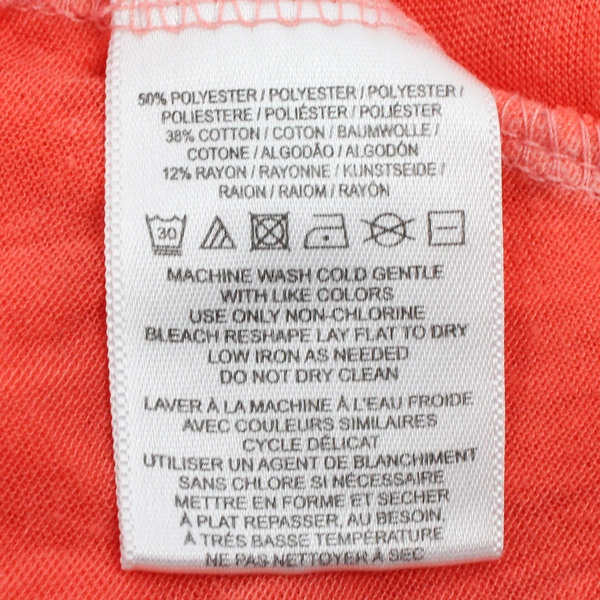 50% POLYESTER / POLYESTER / POLYESTER /
POLIESTERE / POLIÉSTER / POLIÉSTER
38% COTTON / COTON / BAUMWOLLE /
COTONE / ALGODÃO / ALGODÓN
12% RAYON / RAYONNE / KUNSTSEIDE /
RAION / RAIOM / RAYÓN
30
MACHINE WASH COLD GENTLE
WITH LIKE COLORS
USE ONLY NON-CHLORINE
BLEACH RESHAPE LAY FLAT TO DRY
LOW IRON AS NEEDED
DO NOT DRY CLEAN
LAVER À LA MACHINE À L'EAU FROIDE
AVEC COULEURS SIMILAIRES
CYCLE DÉLICAT
UTILISER UN AGENT DE BLANCHIMENT
SANS CHLORE SI NÉCESSAIRE
METTRE EN FORME ET SECHER
À PLAT REPASSER, AU BESOIN,
À TRÉS BASSE TEMPÉRATURE
NE PAS NETTOYER À SEC